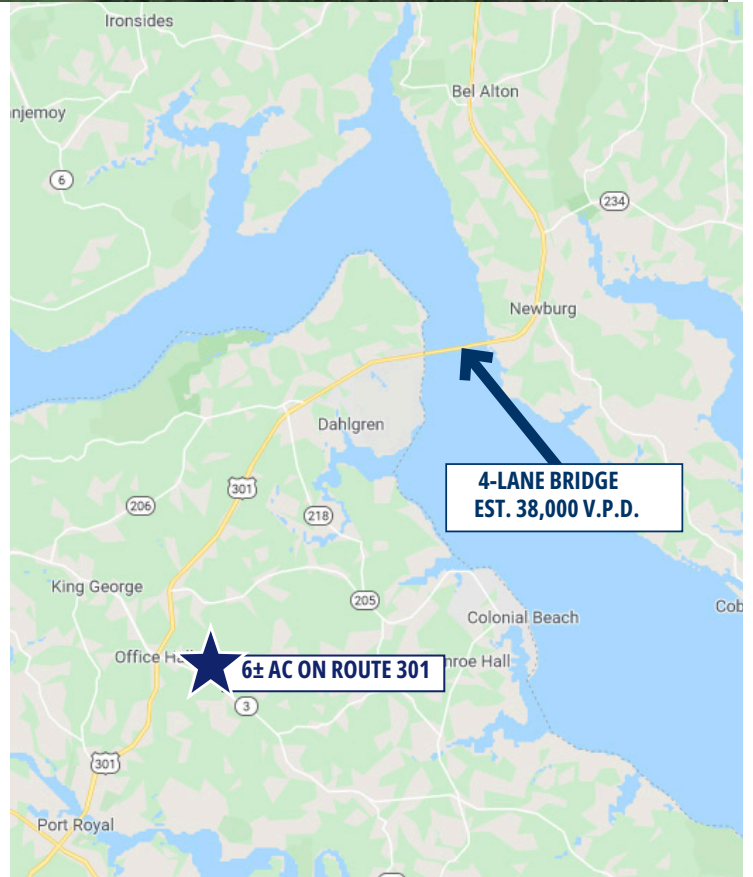 Ironsides
Bel Alton
njemoy
6
234
Newburg
Dahlgren
4-LANE BRIDGE
EST. 38,000 V.P.D.
301
206
218
King George
205
Colonial Beach
Cob
Office Hall
6± AC ON ROUTE 301
nroe Hall
3
301
Port Royal